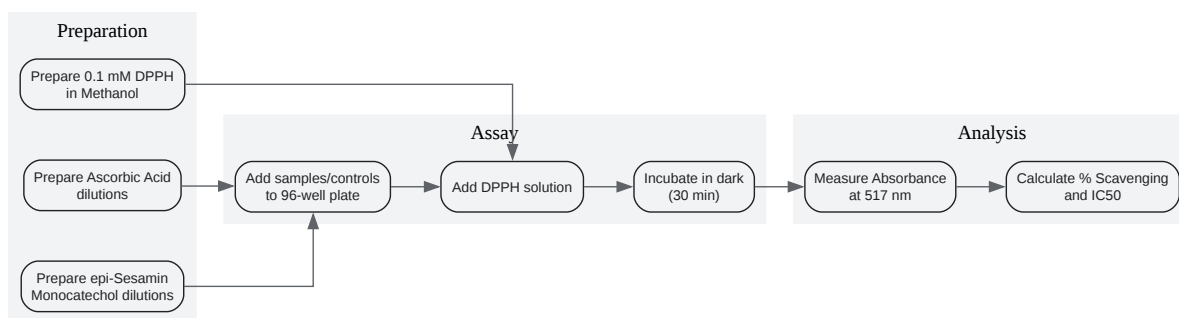 Preparation
Prepare 0.1 mM DPPH
in Methanol
Prepare Ascorbic Acid
dilutions
Prepare epi-Sesamin
Monocatechol dilutions
Assay
Add samples/controls
to 96-well plate
Add DPPH solution
Incubate in dark
(30 min)
Analysis
Measure Absorbance
at 517 nm
Calculate % Scavenging
and IC50